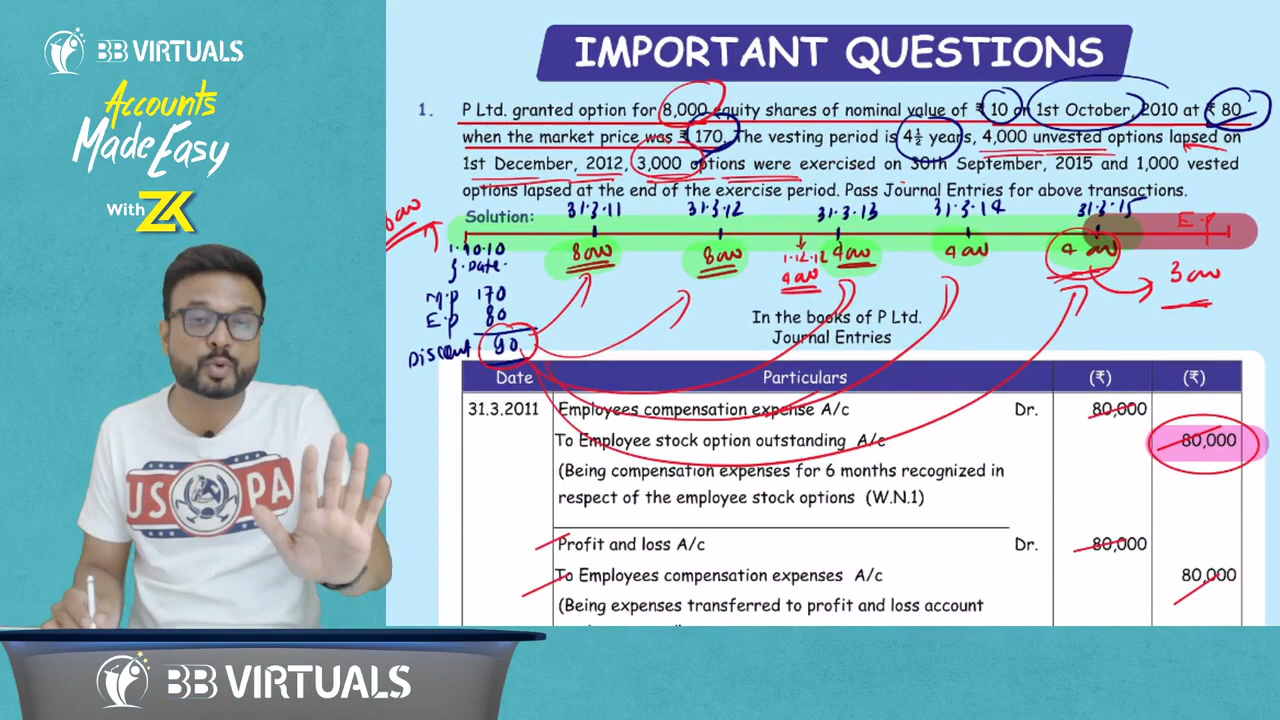 BB VIRTUALS
Accounts
Made Easy
With ZK
IMPORTANT QUESTIONS
1. P Ltd. granted option for 8,000 equity shares of nominal value of ₹ 10 on 1st October, 2010 at ₹ 80
when the market price was ₹ 170. The vesting period is 4½ years, 4,000 unvested options lapsed on
1st December, 2012, 3,000 options were exercised on 30th September, 2015 and 1,000 vested
options lapsed at the end of the exercise period. Pass Journal Entries for above transactions.
Solution: 31.3.11 31.3.12 31.3.13 31.3.14 31.3.15 E.P
1.10.10 8000 8000 1.12.12 4000 4000 4000
G.Date. 4000 3000
M.P 170
E.P 80
Discount 90
In the books of P Ltd.
Journal Entries
Date Particulars (₹) (₹)
31.3.2011 Employees compensation expense A/c Dr. 80,000
To Employee stock option outstanding A/c 80,000
(Being compensation expenses for 6 months recognized in
respect of the employee stock options (W.N.1)
Profit and loss A/c Dr. 80,000
To Employees compensation expenses A/c 80,000
(Being expenses transferred to profit and loss account
US PA
BB VIRTUALS